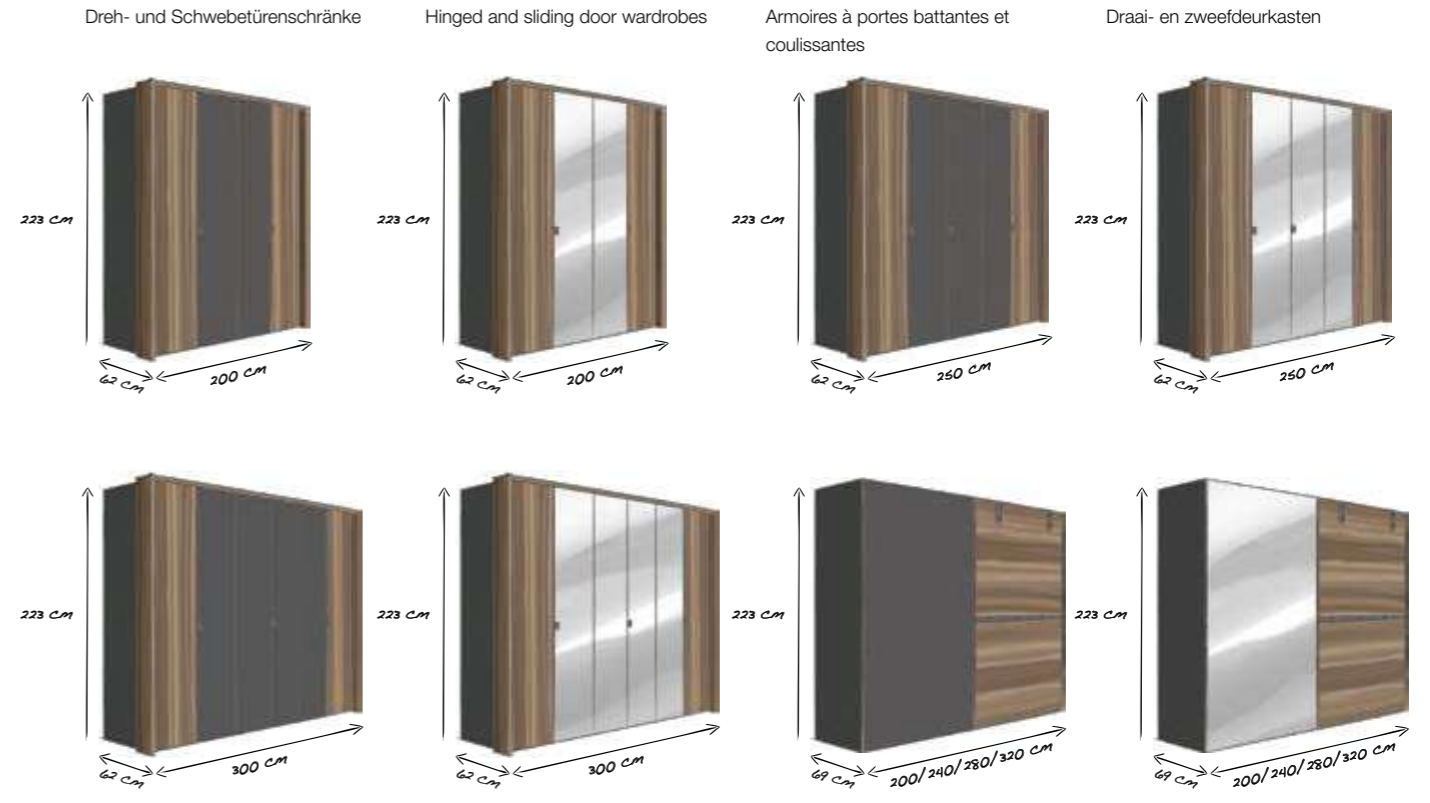 Dreh- und Schwebetürenschränke
Hinged and sliding door wardrobes
Armoires à portes battantes et
coulissantes
Draai- en zweefdeurkasten
223 cm
62 cm
200 cm
223 cm
62 cm
200 cm
223 cm
62 cm
250 cm
223 cm
62 cm
250 cm
223 cm
62 cm
300 cm
223 cm
62 cm
300 cm
223 cm
69 cm
200/240/280/320 cm
223 cm
69 cm
200/240/280/320 cm